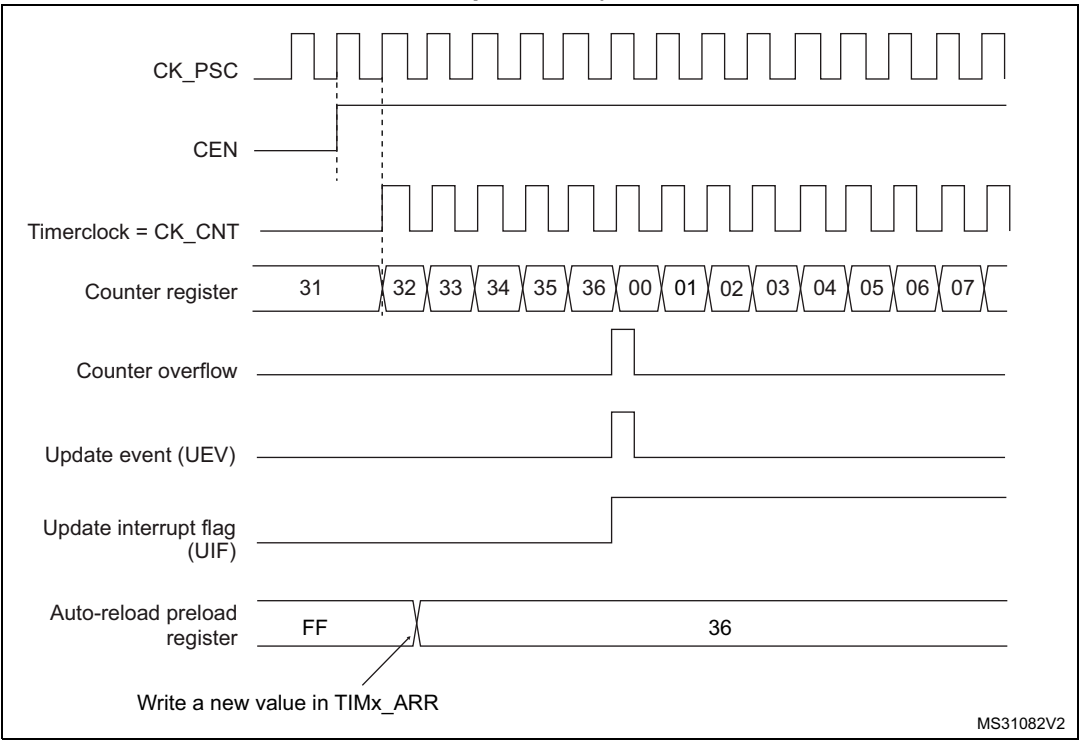 CK_PSC
CEN
Timerclock = CK_CNT
Counter register
31 32 33 34 35 36 00 01 02 03 04 05 06 07
Counter overflow
Update event (UEV)
Update interrupt flag
(UIF)
Auto-reload preload
register
FF 36
Write a new value in TIMx_ARR
MS31082V2